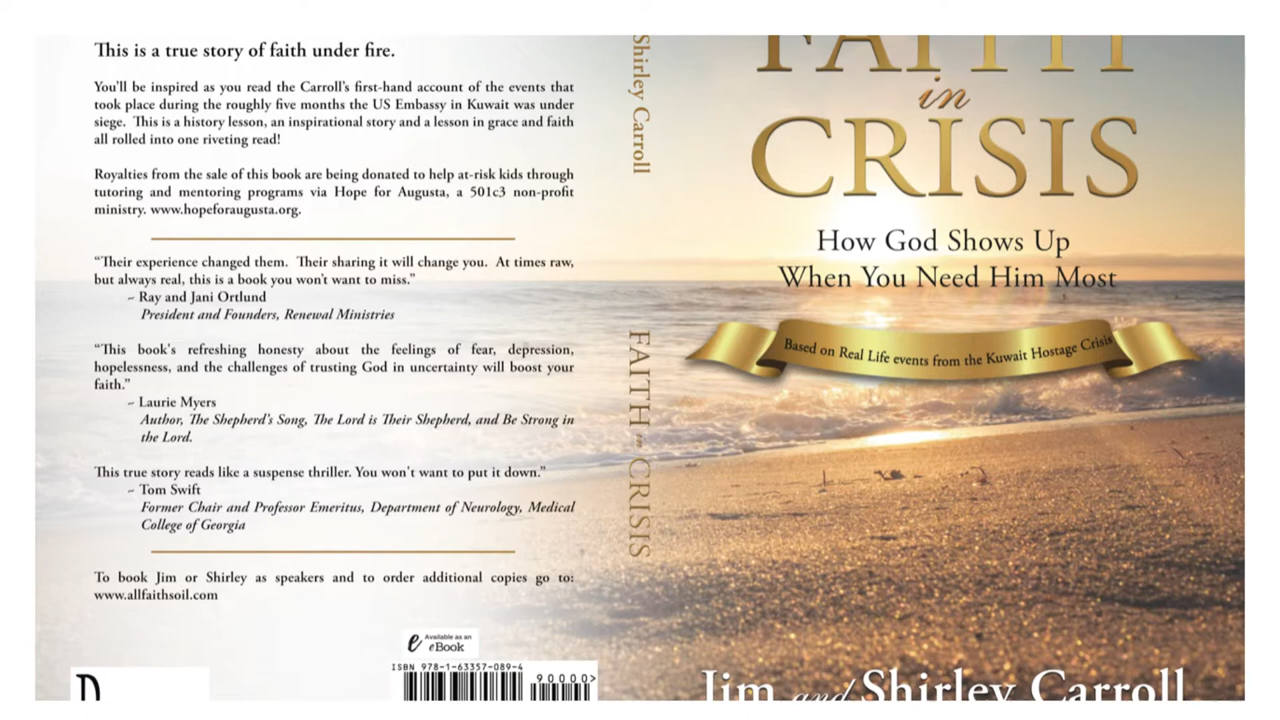 This is a true story of faith under fire.
You'll be inspired as you read the Carroll's first-hand account of the events that
took place during the roughly five months the US Embassy in Kuwait was under
siege. This is a history lesson, an inspirational story and a lesson in grace and faith
all rolled into one riveting read!
Royalties from the sale of this book are being donated to help at-risk kids through
tutoring and mentoring programs via Hope for Augusta, a 501c3 non-profit
ministry. www.hopeforaugusta.org.
“Their experience changed them. Their sharing it will change you. At times raw,
but always real, this is a book you won't want to miss.”
~ Ray and Jani Ortlund
President and Founders, Renewal Ministries
“This book's refreshing honesty about the feelings of fear, depression,
hopelessness, and the challenges of trusting God in uncertainty will boost your
faith.”
~ Laurie Myers
Author, The Shepherd's Song, The Lord is Their Shepherd, and Be Strong in
the Lord.
This true story reads like a suspense thriller. You won't want to put it down.”
~ Tom Swift
Former Chair and Professor Emeritus, Department of Neurology, Medical
College of Georgia
To book Jim or Shirley as speakers and to order additional copies go to:
www.allfaithsoil.com
e Available as an
eBook
ISBN 978-1-63357-089-4
90000>
Shirley Carroll
FAITH in CRISIS
FAITH
in
CRISIS
How God Shows Up
When You Need Him Most
Based on Real Life events from the Kuwait Hostage Crisis
Jim and Shirley Carroll